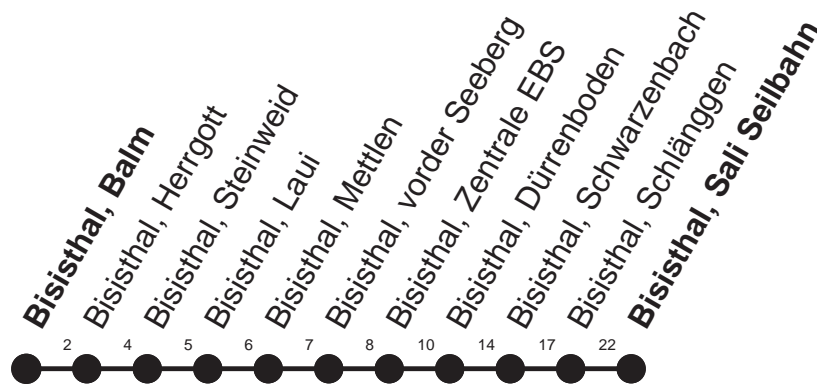 Bisisthal, Balm
Bisisthal, Herrgott
Bisisthal, Steinweid
Bisisthal, Laui
Bisisthal, Mettlen
Bisisthal, vorder Seeberg
Bisisthal, Zentrale EBS
Bisisthal, Dürrenboden
Bisisthal, Schwarzenbach
Bisisthal, Schlänggen
Bisisthal, Sali Seilbahn
2 4 5 6 7 8 10 14 17 22